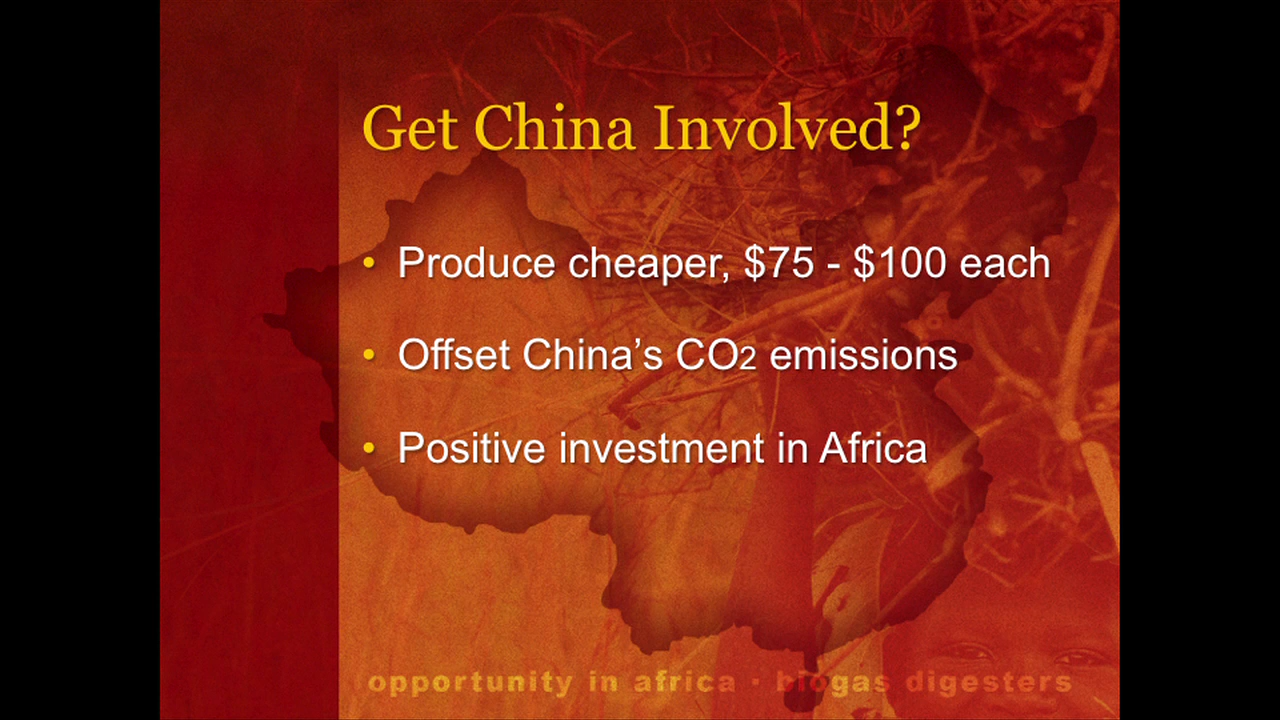 Get China Involved?
• Produce cheaper, $75 - $100 each
• Offset China’s CO2 emissions
• Positive investment in Africa
opportunity in africa · biogas digesters